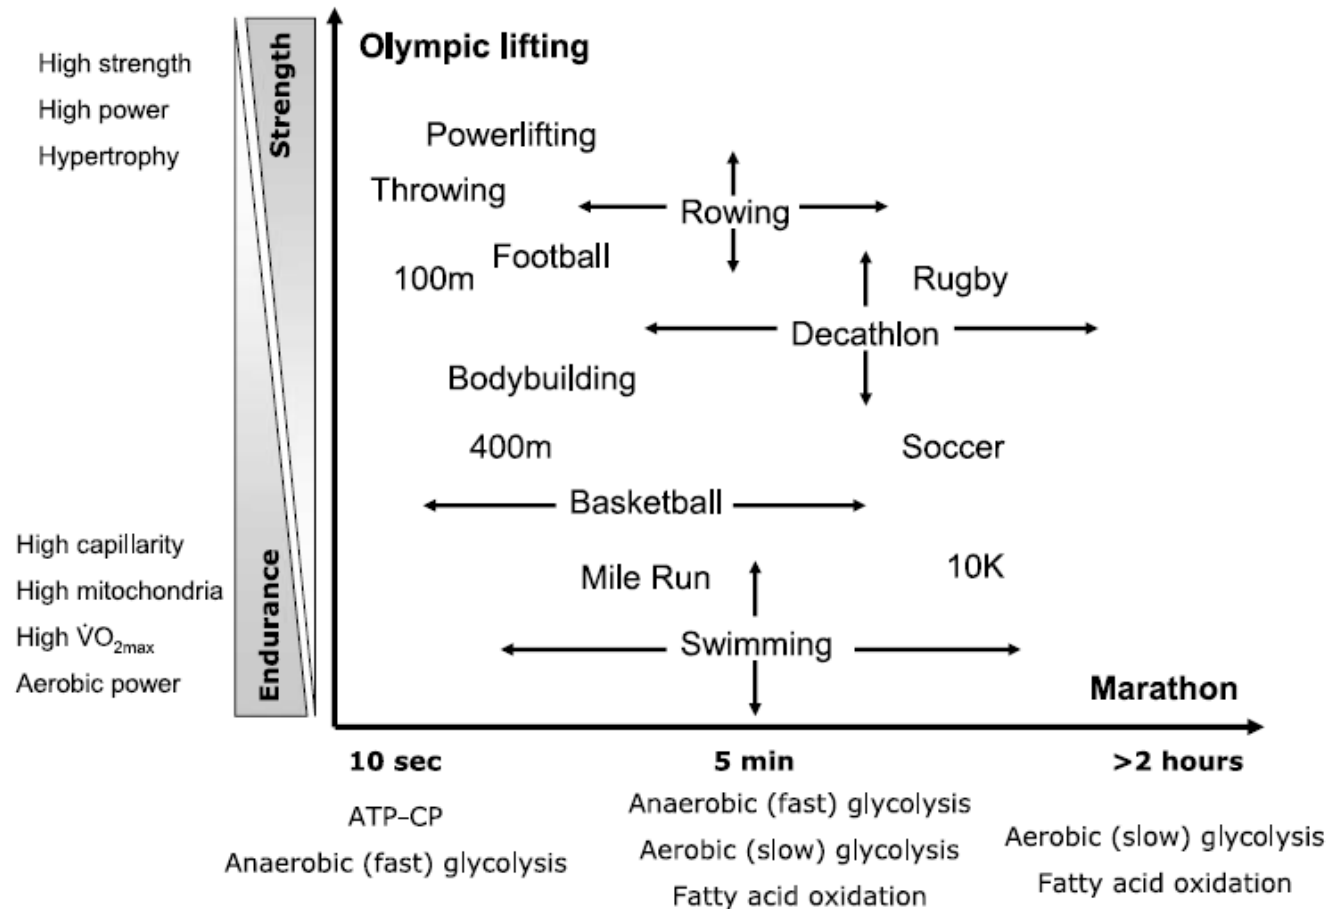 Olympic lifting
High strength
High power
Hypertrophy
Strength
Powerlifting
Throwing
Rowing
Football
100m
Rugby
Decathlon
Bodybuilding
400m
Soccer
Basketball
High capillarity
High mitochondria
High V̇O₂max
Aerobic power
Endurance
Mile Run
10K
Swimming
Marathon
10 sec
5 min
>2 hours
ATP–CP
Anaerobic (fast) glycolysis
Anaerobic (fast) glycolysis
Aerobic (slow) glycolysis
Fatty acid oxidation
Aerobic (slow) glycolysis
Fatty acid oxidation